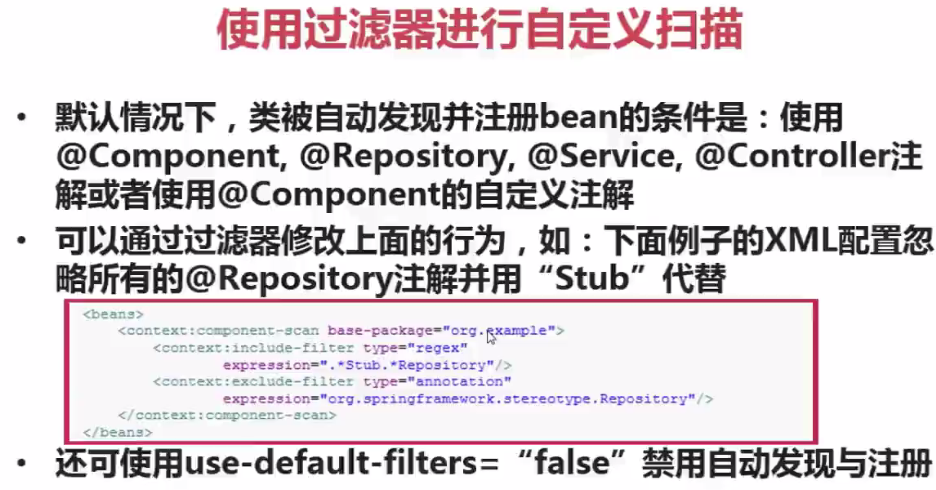 使用过滤器进行自定义扫描
• 默认情况下，类被自动发现并注册bean的条件是：使用
@Component, @Repository, @Service, @Controller注
解或者使用@Component的自定义注解
• 可以通过过滤器修改上面的行为，如：下面例子的XML配置忽
略所有的@Repository注解并用“Stub”代替
<beans>
<context:component-scan base-package="org.example">
<context:include-filter type="regex"
expression=".*Stub.*Repository"/>
<context:exclude-filter type="annotation"
expression="org.springframework.stereotype.Repository"/>
</context:component-scan>
</beans>
• 还可使用use-default-filters=“false”禁用自动发现与注册